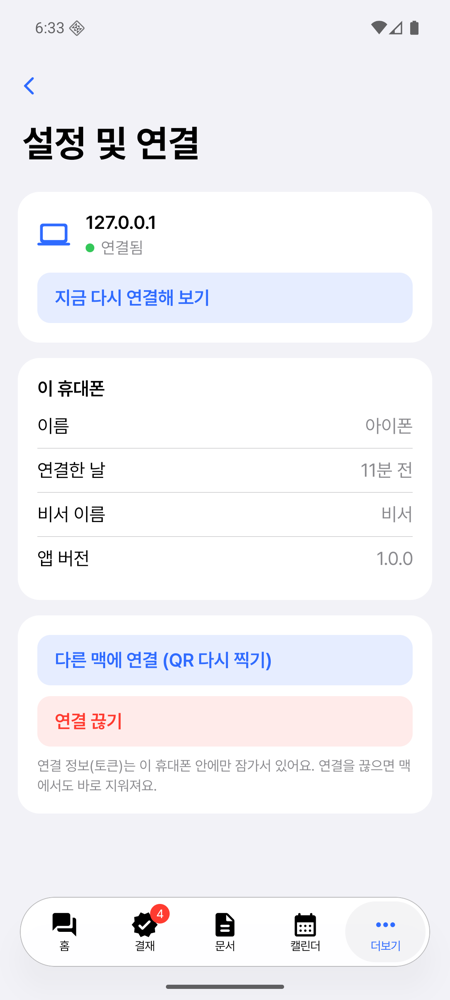 6:33
설정 및 연결
127.0.0.1
연결됨
지금 다시 연결해 보기
이 휴대폰
이름 아이폰
연결한 날 11분 전
비서 이름 비서
앱 버전 1.0.0
다른 맥에 연결 (QR 다시 찍기)
연결 끊기
연결 정보(토큰)는 이 휴대폰 안에만 잠가서 있어요. 연결을 끊으면 맥
에서도 바로 지워져요.
4
홈 결재 문서 캘린더 더보기